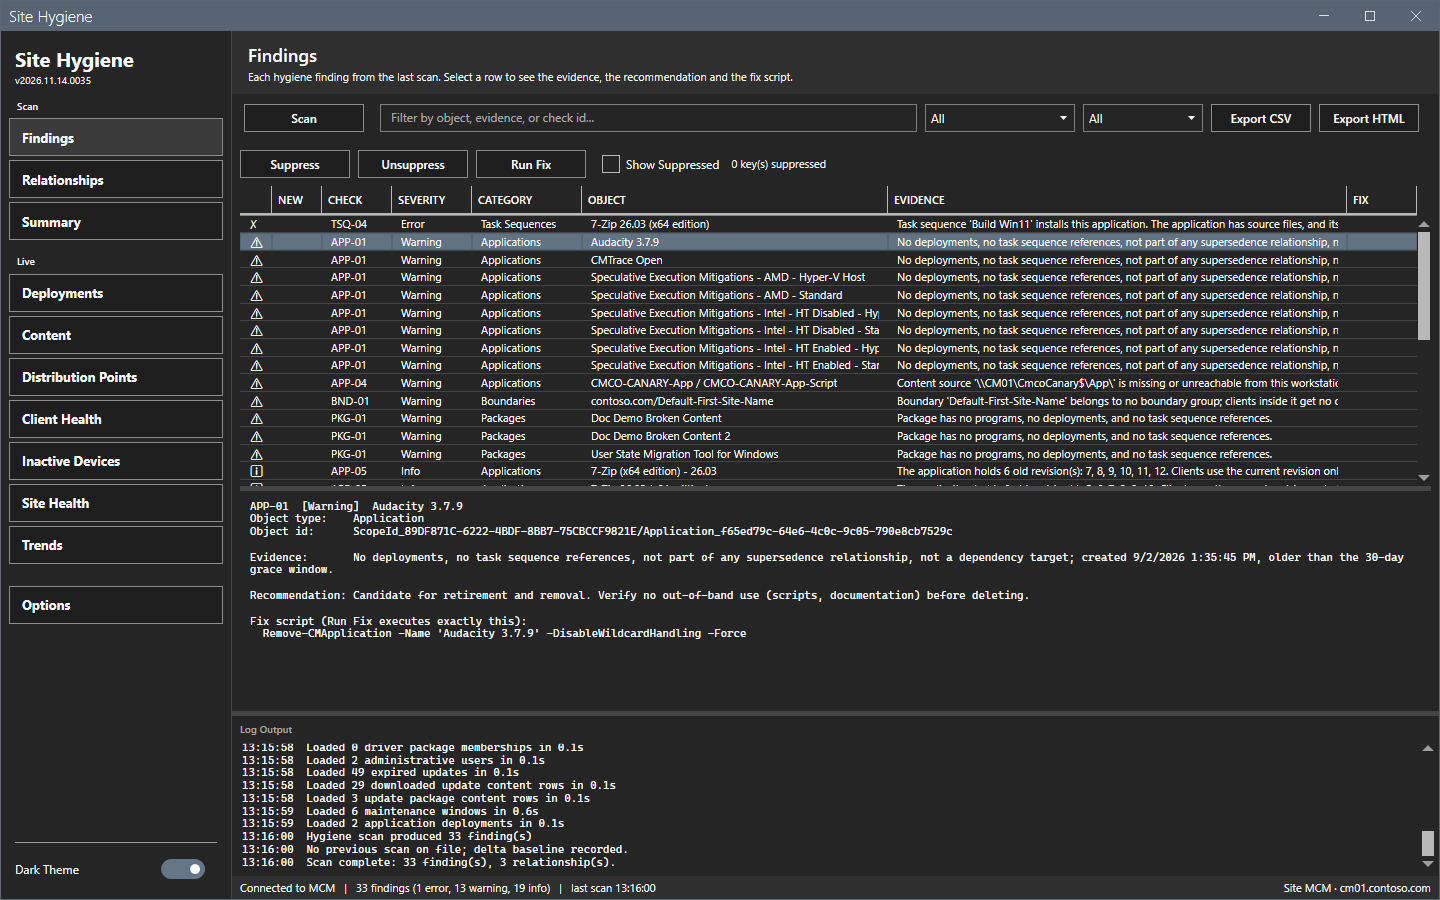 Site Hygiene
Site Hygiene
v2026.11.14.0035
Scan
Findings
Relationships
Summary
Live
Deployments
Content
Distribution Points
Client Health
Inactive Devices
Site Health
Trends
Options
Dark Theme
Findings
Each hygiene finding from the last scan. Select a row to see the evidence, the recommendation and the fix script.
Scan Filter by object, evidence, or check id... All All Export CSV Export HTML
Suppress Unsuppress Run Fix Show Suppressed 0 key(s) suppressed
NEW CHECK SEVERITY CATEGORY OBJECT EVIDENCE FIX
X TSQ-04 Error Task Sequences 7-Zip 26.03 (x64 edition) Task sequence 'Build Win11' installs this application. The application has source files, and its
APP-01 Warning Applications Audacity 3.7.9 No deployments, no task sequence references, not part of any supersedence relationship, n
APP-01 Warning Applications CMTrace Open No deployments, no task sequence references, not part of any supersedence relationship, n
APP-01 Warning Applications Speculative Execution Mitigations - AMD - Hyper-V Host No deployments, no task sequence references, not part of any supersedence relationship, n
APP-01 Warning Applications Speculative Execution Mitigations - AMD - Standard No deployments, no task sequence references, not part of any supersedence relationship, n
APP-01 Warning Applications Speculative Execution Mitigations - Intel - HT Disabled - Hyp No deployments, no task sequence references, not part of any supersedence relationship, n
APP-01 Warning Applications Speculative Execution Mitigations - Intel - HT Disabled - Sta No deployments, no task sequence references, not part of any supersedence relationship, n
APP-01 Warning Applications Speculative Execution Mitigations - Intel - HT Enabled - Hyp No deployments, no task sequence references, not part of any supersedence relationship, n
APP-01 Warning Applications Speculative Execution Mitigations - Intel - HT Enabled - Star No deployments, no task sequence references, not part of any supersedence relationship, n
APP-04 Warning Applications CMCO-CANARY-App / CMCO-CANARY-App-Script Content source '\\CM01\CmcoCanary$\App\' is missing or unreachable from this workstatic
BND-01 Warning Boundaries contoso.com/Default-First-Site-Name Boundary 'Default-First-Site-Name' belongs to no boundary group; clients inside it get no c
PKG-01 Warning Packages Doc Demo Broken Content Package has no programs, no deployments, and no task sequence references.
PKG-01 Warning Packages Doc Demo Broken Content 2 Package has no programs, no deployments, and no task sequence references.
PKG-01 Warning Packages User State Migration Tool for Windows Package has no programs, no deployments, and no task sequence references.
APP-05 Info Applications 7-Zip (x64 edition) - 26.03 The application holds 6 old revision(s): 7, 8, 9, 10, 11, 12. Clients use the current revision onl
APP-01 [Warning] Audacity 3.7.9
Object type: Application
Object id: ScopeId_89DF871C-6222-4BDF-8BB7-75CBCCF9821E/Application_f65ed79c-64e6-4c0c-9c05-790e8cb7529c
Evidence: No deployments, no task sequence references, not part of any supersedence relationship, not a dependency target; created 9/2/2026 1:35:45 PM, older than the 30-day
grace window.
Recommendation: Candidate for retirement and removal. Verify no out-of-band use (scripts, documentation) before deleting.
Fix script (Run Fix executes exactly this):
Remove-CMApplication -Name 'Audacity 3.7.9' -DisableWildcardHandling -Force
Log Output
13:15:58 Loaded 0 driver package memberships in 0.1s
13:15:58 Loaded 2 administrative users in 0.1s
13:15:58 Loaded 49 expired updates in 0.1s
13:15:58 Loaded 29 downloaded update content rows in 0.1s
13:15:58 Loaded 3 update package content rows in 0.1s
13:15:59 Loaded 6 maintenance windows in 0.6s
13:15:59 Loaded 2 application deployments in 0.1s
13:16:00 Hygiene scan produced 33 finding(s)
13:16:00 No previous scan on file; delta baseline recorded.
13:16:00 Scan complete: 33 finding(s), 3 relationship(s).
Connected to MCM | 33 findings (1 error, 13 warning, 19 info) | last scan 13:16:00 Site MCM · cm01.contoso.com